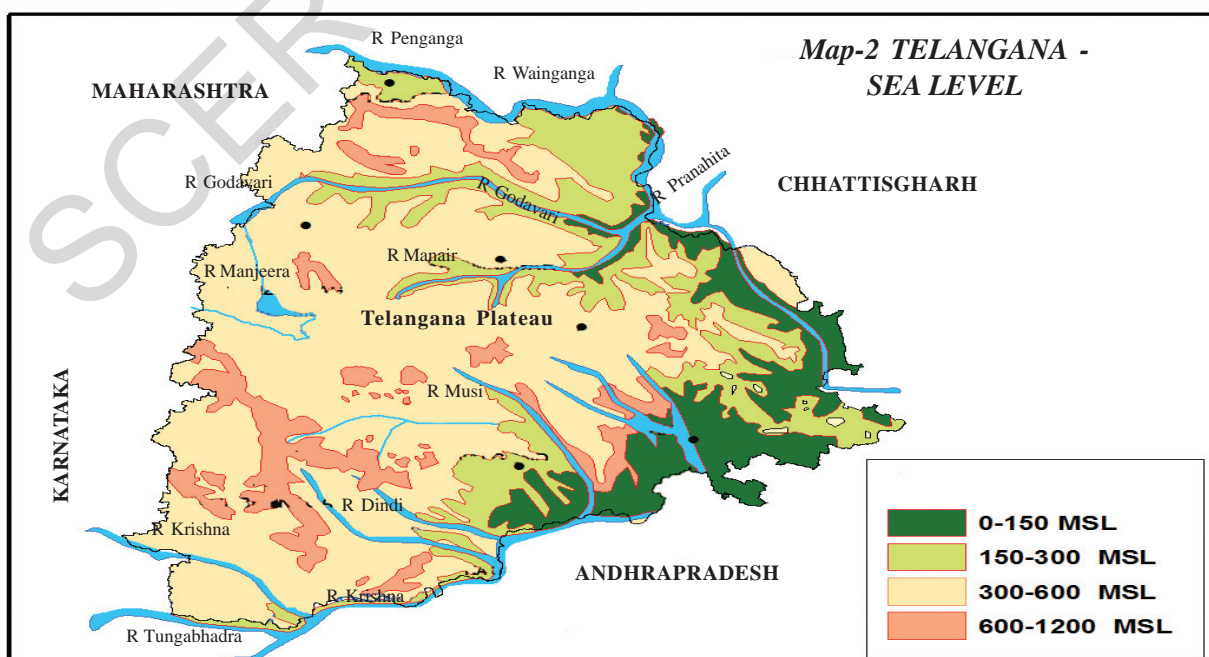 SCER
R Penganga
Map-2 TELANGANA -
SEA LEVEL
R Wainganga
MAHARASHTRA
R Pranahita
CHHATTISGHARH
R Godavari
R Godavari
R Manjeera
R Manair
Telangana Plateau
R Musi
KARNATAKA
R Dindi
R Krishna
ANDHRAPRADESH
R Krishna
R Tungabhadra
0-150 MSL
150-300 MSL
300-600 MSL
600-1200 MSL